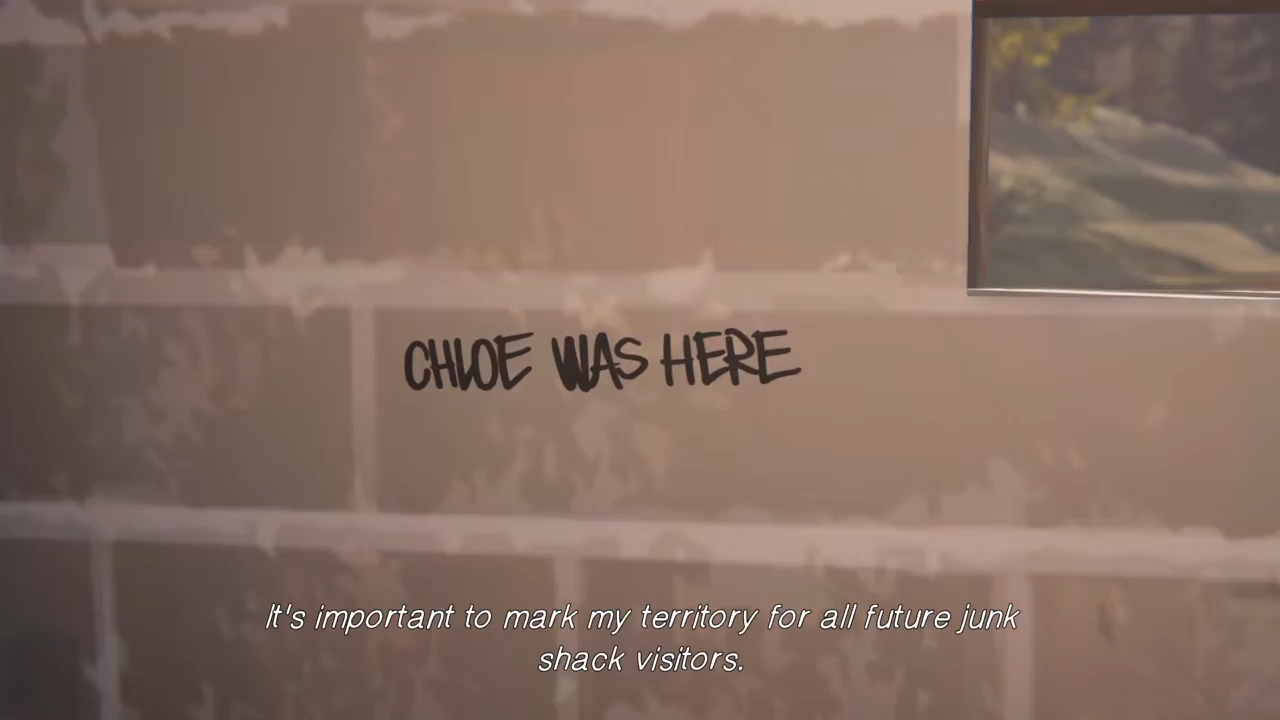 CHLOE WAS HERE
It's important to mark my territory for all future junk
shack visitors.